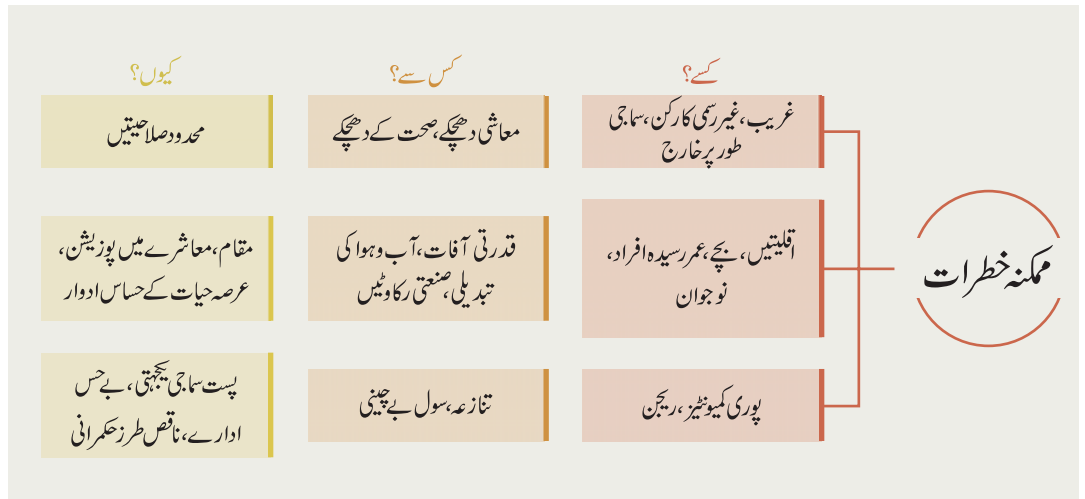 ممکنہ خطرات
کسے؟
غریب، غیر رسمی کارکن، سماجی
طور پر خارج
اقلیتیں، بچے، عمر رسیدہ افراد،
نوجوان
پوری کمیونٹیز، ریجن
کس سے؟
معاشی دھچکے، صحت کے دھچکے
قدرتی آفات، آب و ہوا کی
تبدیلی، صنعتی رکاوٹیں
تنازعہ، سول بے چینی
کیوں؟
محدود صلاحیتیں
مقام، معاشرے میں پوزیشن،
عرصہ حیات کے حساس ادوار
پست سماجی یکجہتی، بے حس
ادارے، ناقص طرز حکمرانی